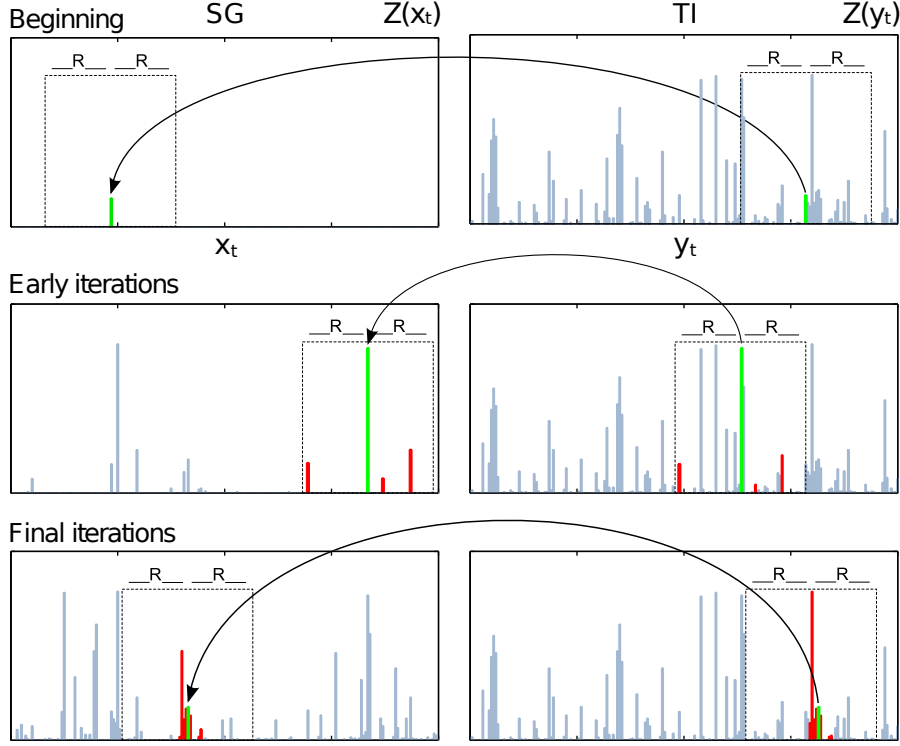 Beginning SG Z(xt) TI Z(yt)
__R__ __R__ __R__ __R__
xt yt
Early iterations
__R__ __R__ __R__ __R__
Final iterations
__R__ __R__ __R__ __R__